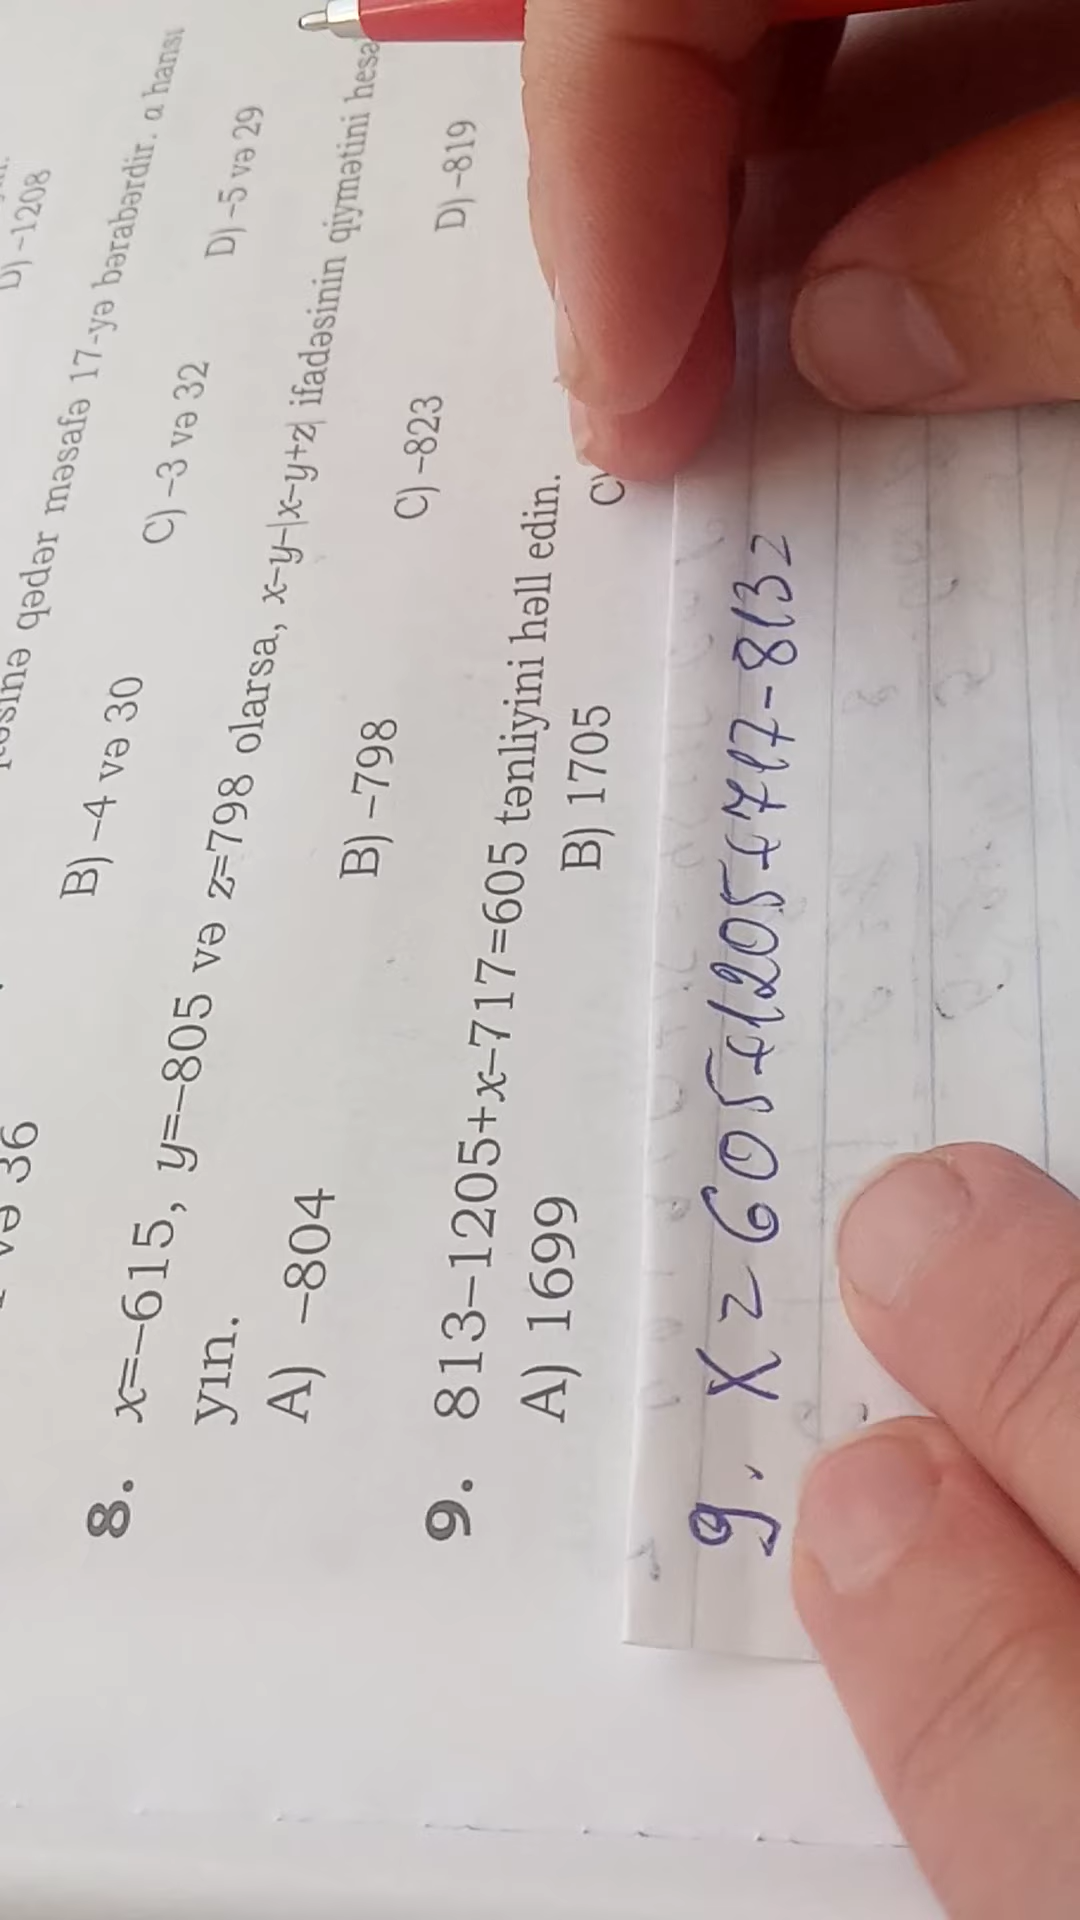 D) –1208
qədər məsafə 17-yə bərabərdir. a hansı
36
B) –4 və 30
C) –3 və 32
D) –5 və 29
8. x=–615, y=–805 və z=798 olarsa, x–y–|x–y+z| ifadəsinin qiymətini hesa
yın.
A) –804
B) –798
C) –823
D) –819
9. 813–1205+x–717=605 tənliyini həll edin.
A) 1699
B) 1705
C)
9. x=605+1205+717-813=